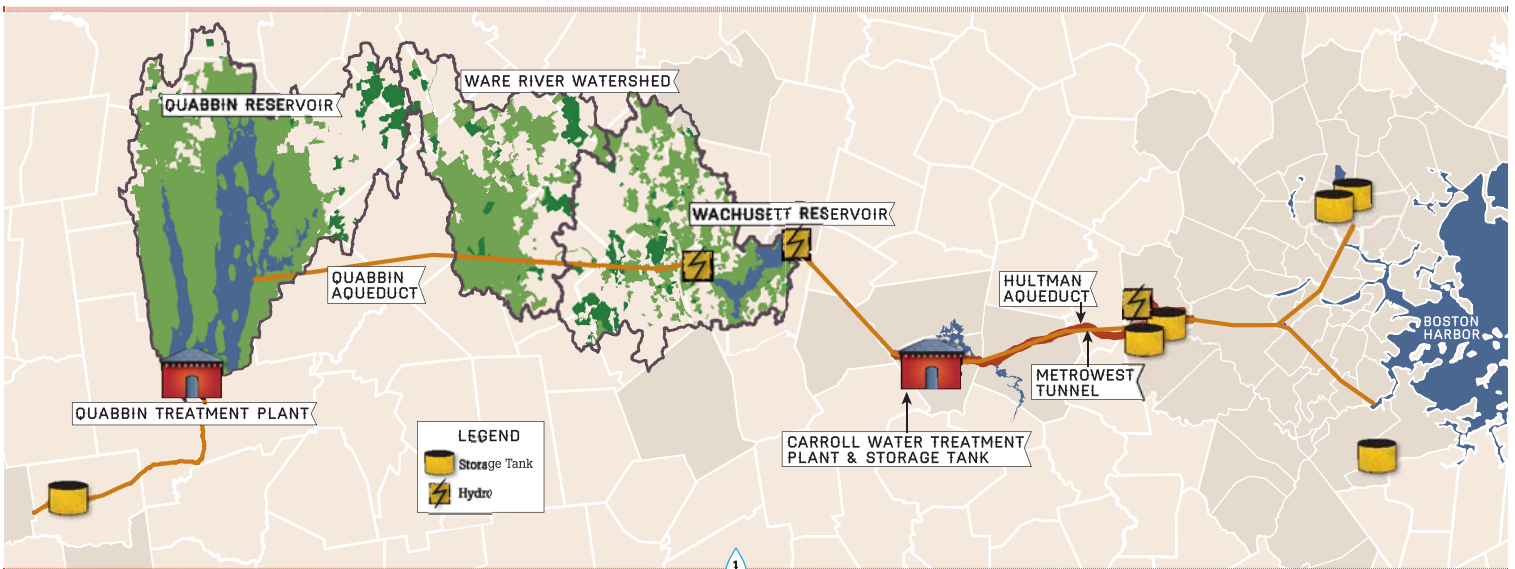 WARE RIVER WATERSHED
QUABBIN RESERVOIR
WACHUSETT RESERVOIR
QUABBIN
AQUEDUCT
HULTMAN
AQUEDUCT
BOSTON
HARBOR
METROWEST
TUNNEL
QUABBIN TREATMENT PLANT
CARROLL WATER TREATMENT
PLANT & STORAGE TANK
LEGEND
Storage Tank
Hydro
1